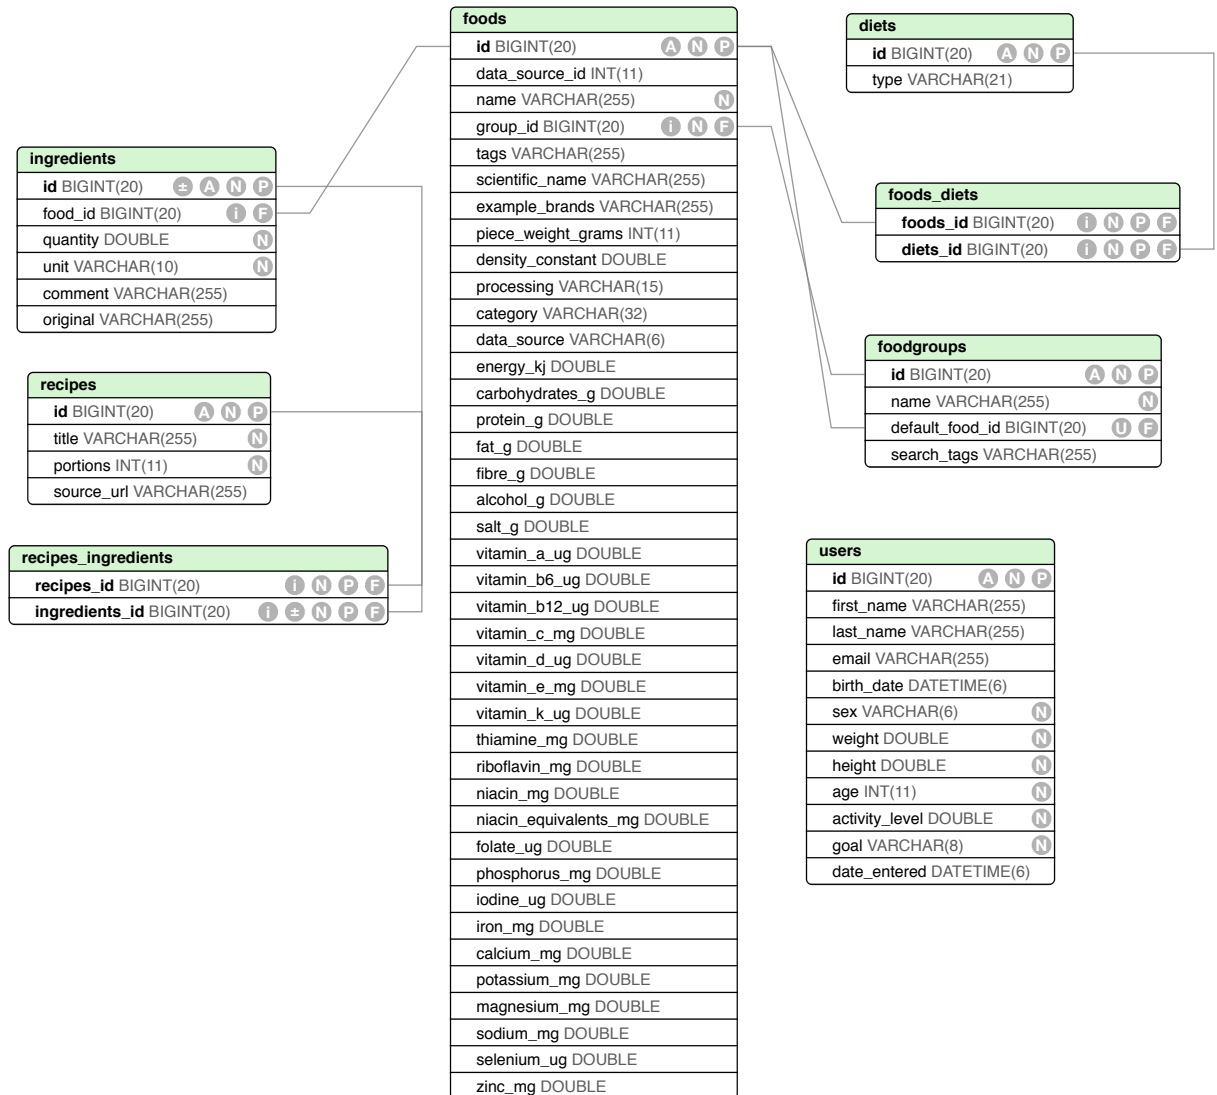 foods
id BIGINT(20) A N P
data_source_id INT(11)
name VARCHAR(255) N
group_id BIGINT(20) i N F
tags VARCHAR(255)
scientific_name VARCHAR(255)
example_brands VARCHAR(255)
piece_weight_grams INT(11)
density_constant DOUBLE
processing VARCHAR(15)
category VARCHAR(32)
data_source VARCHAR(6)
energy_kj DOUBLE
carbohydrates_g DOUBLE
protein_g DOUBLE
fat_g DOUBLE
fibre_g DOUBLE
alcohol_g DOUBLE
salt_g DOUBLE
vitamin_a_ug DOUBLE
vitamin_b6_ug DOUBLE
vitamin_b12_ug DOUBLE
vitamin_c_mg DOUBLE
vitamin_d_ug DOUBLE
vitamin_e_mg DOUBLE
vitamin_k_ug DOUBLE
thiamine_mg DOUBLE
riboflavin_mg DOUBLE
niacin_mg DOUBLE
niacin_equivalents_mg DOUBLE
folate_ug DOUBLE
phosphorus_mg DOUBLE
iodine_ug DOUBLE
iron_mg DOUBLE
calcium_mg DOUBLE
potassium_mg DOUBLE
magnesium_mg DOUBLE
sodium_mg DOUBLE
selenium_ug DOUBLE
zinc_mg DOUBLE
ingredients
id BIGINT(20) ± A N P
food_id BIGINT(20) i F
quantity DOUBLE N
unit VARCHAR(10) N
comment VARCHAR(255)
original VARCHAR(255)
recipes
id BIGINT(20) A N P
title VARCHAR(255) N
portions INT(11) N
source_url VARCHAR(255)
recipes_ingredients
recipes_id BIGINT(20) i N P F
ingredients_id BIGINT(20) i ± N P F
diets
id BIGINT(20) A N P
type VARCHAR(21)
foods_diets
foods_id BIGINT(20) i N P F
diets_id BIGINT(20) i N P F
foodgroups
id BIGINT(20) A N P
name VARCHAR(255) N
default_food_id BIGINT(20) U F
search_tags VARCHAR(255)
users
id BIGINT(20) A N P
first_name VARCHAR(255)
last_name VARCHAR(255)
email VARCHAR(255)
birth_date DATETIME(6)
sex VARCHAR(6) N
weight DOUBLE N
height DOUBLE N
age INT(11) N
activity_level DOUBLE N
goal VARCHAR(8) N
date_entered DATETIME(6)